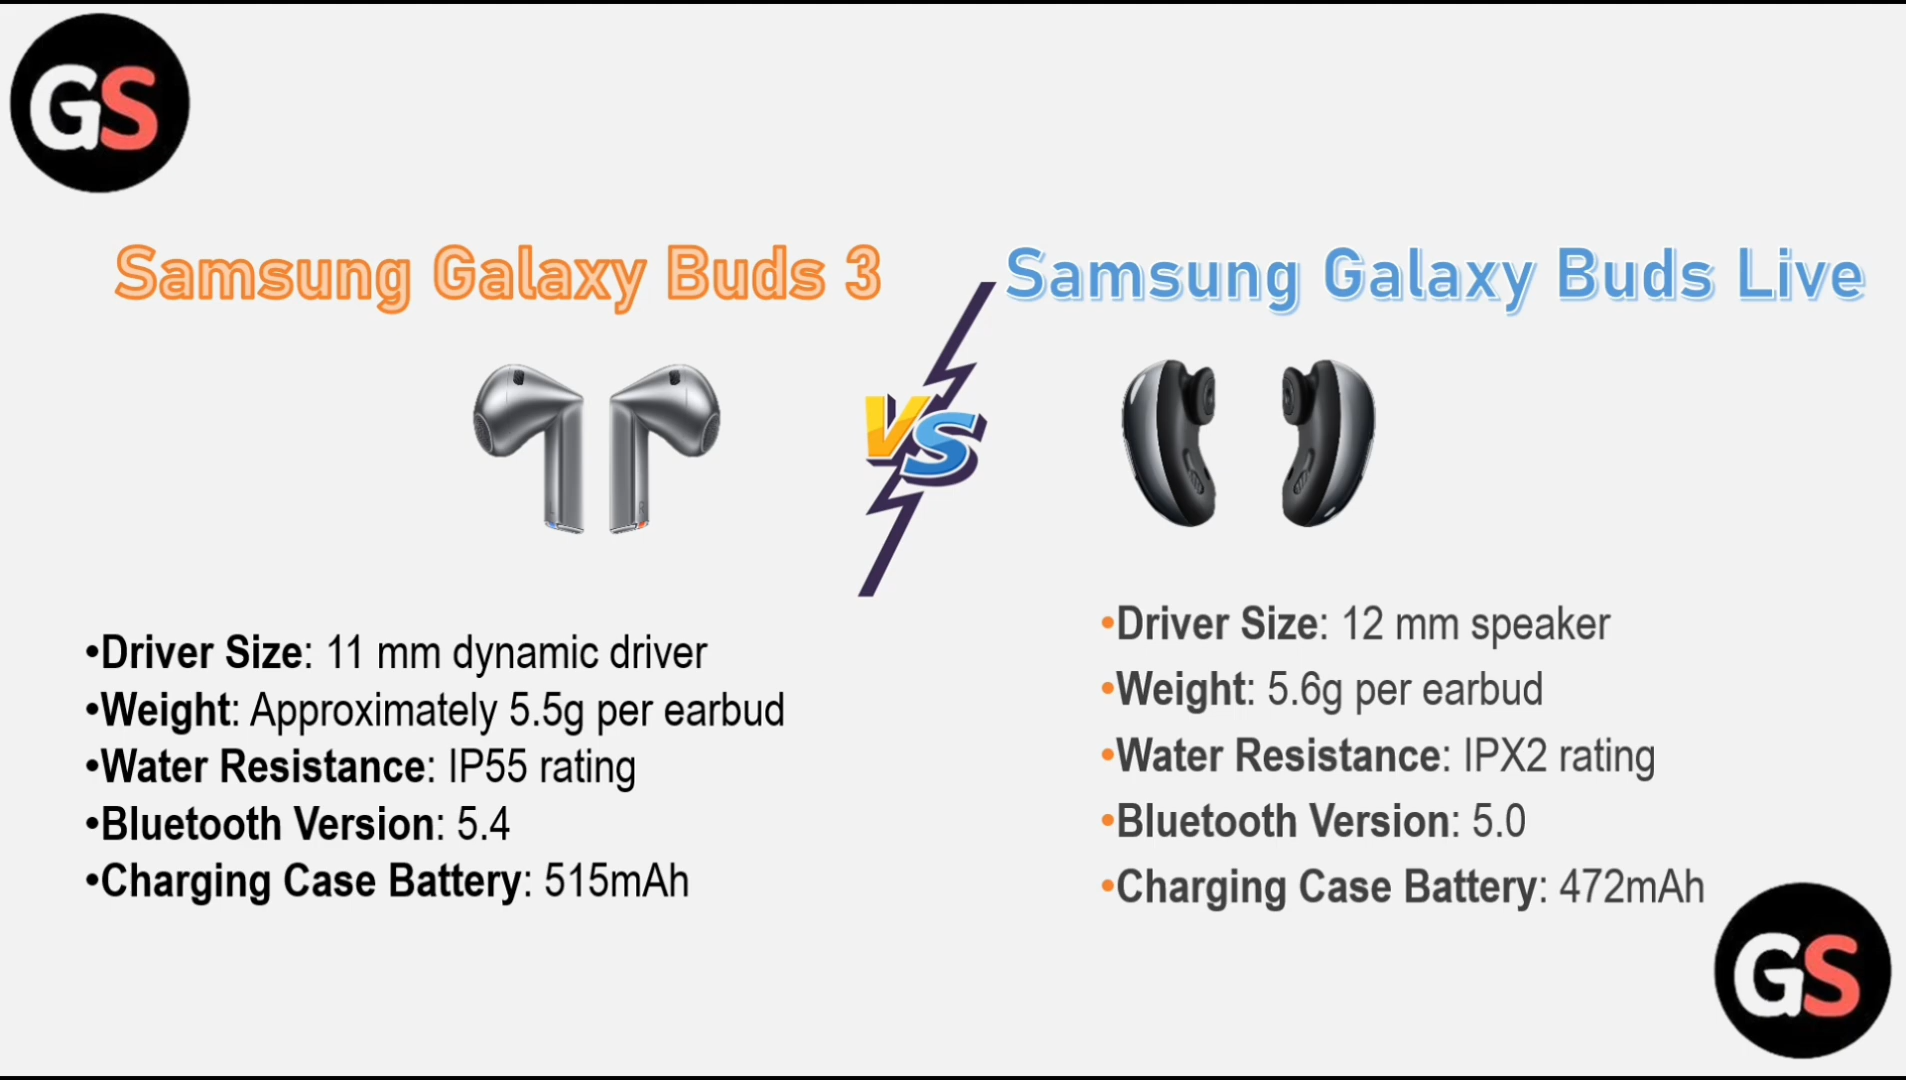 GS
Samsung Galaxy Buds 3
Samsung Galaxy Buds Live
VS
•Driver Size: 11 mm dynamic driver
•Weight: Approximately 5.5g per earbud
•Water Resistance: IP55 rating
•Bluetooth Version: 5.4
•Charging Case Battery: 515mAh
•Driver Size: 12 mm speaker
•Weight: 5.6g per earbud
•Water Resistance: IPX2 rating
•Bluetooth Version: 5.0
•Charging Case Battery: 472mAh
GS